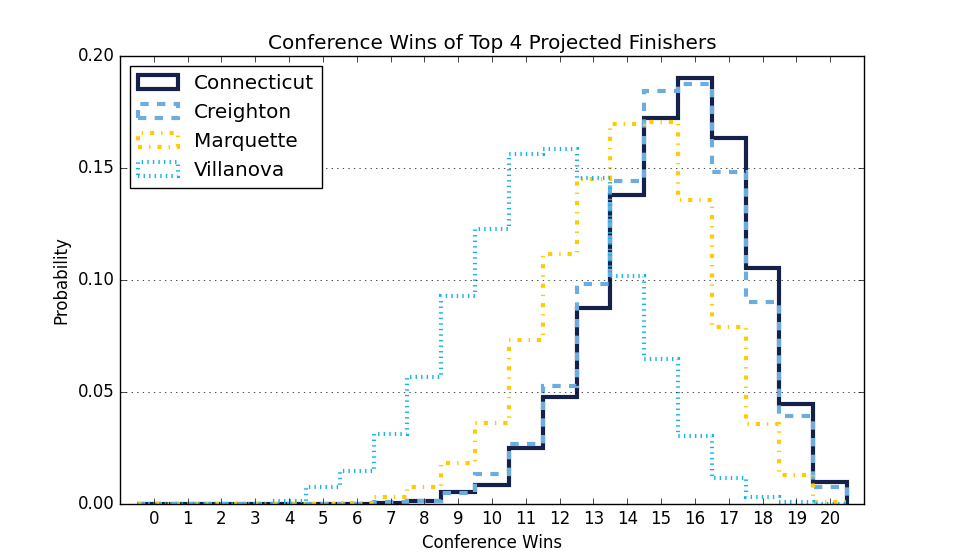 Conference Wins of Top 4 Projected Finishers
Connecticut
Creighton
Marquette
Villanova
0.20
0.15
0.10
0.05
0.00
Probability
0 1 2 3 4 5 6 7 8 9 10 11 12 13 14 15 16 17 18 19 20
Conference Wins